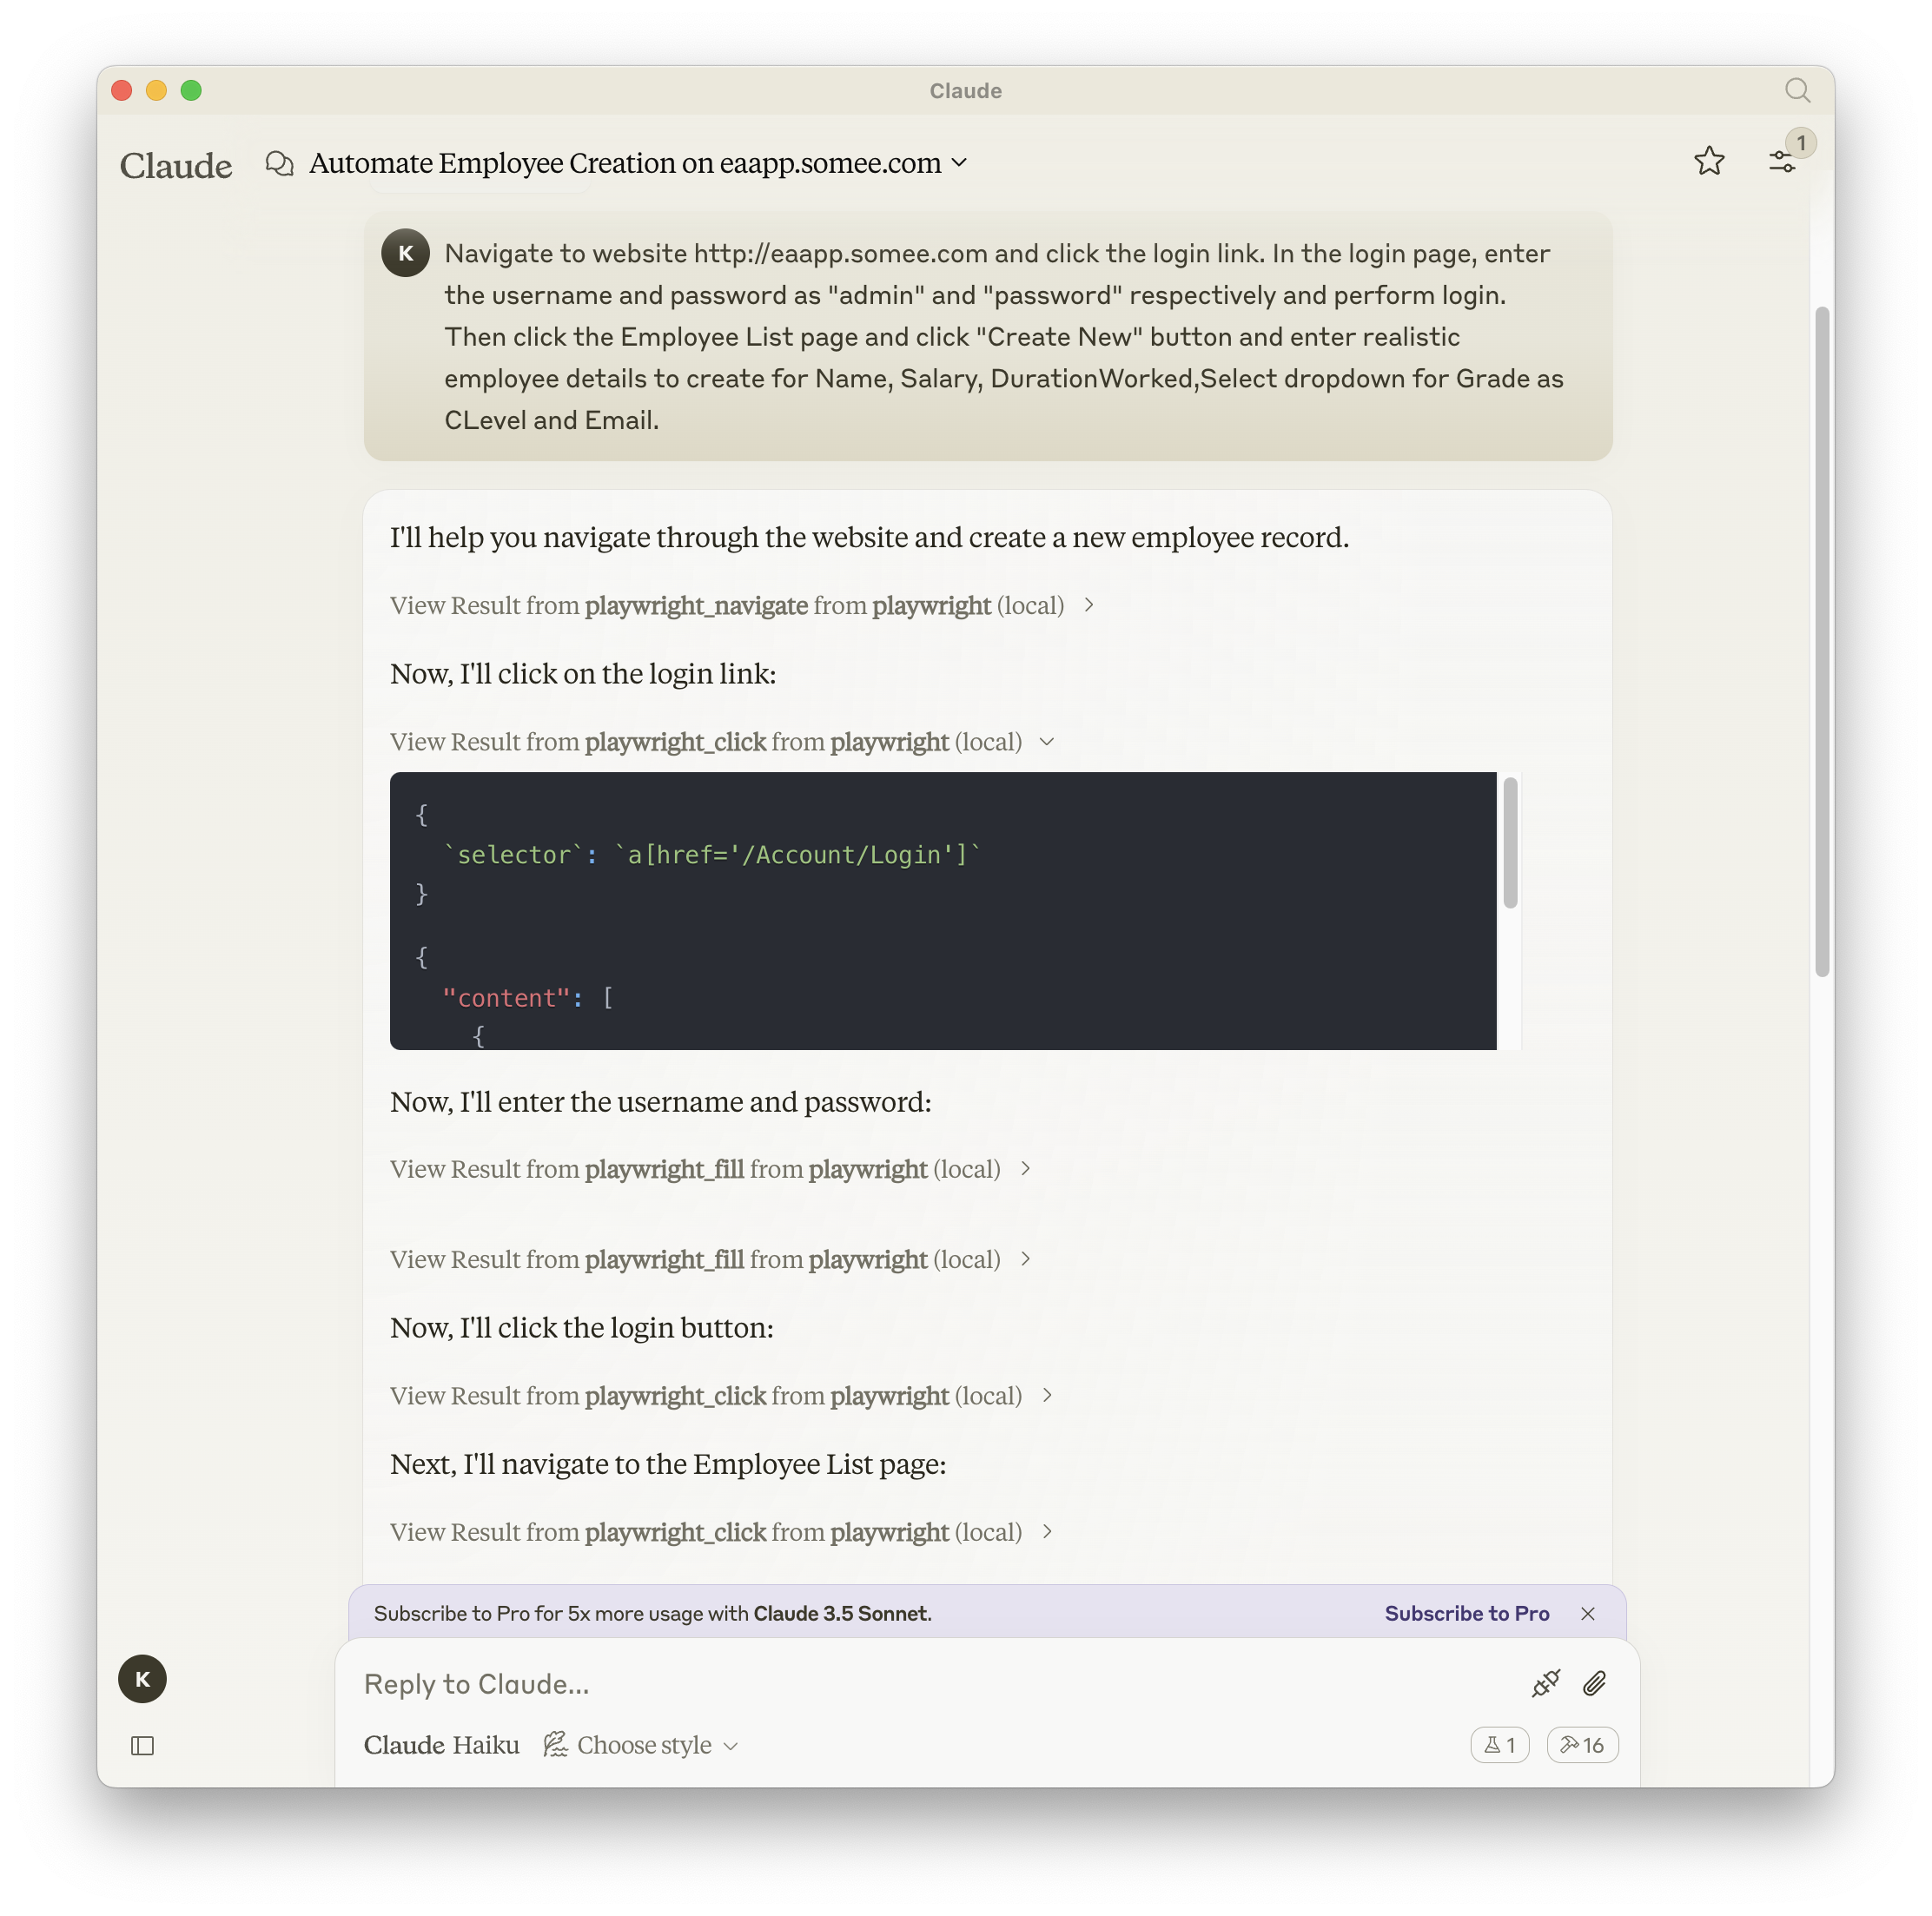 Claude
Claude
Automate Employee Creation on eaapp.somee.com
1
K
Navigate to website http://eaapp.somee.com and click the login link. In the login page, enter
the username and password as "admin" and "password" respectively and perform login.
Then click the Employee List page and click "Create New" button and enter realistic
employee details to create for Name, Salary, DurationWorked,Select dropdown for Grade as
CLevel and Email.
I'll help you navigate through the website and create a new employee record.
View Result from playwright_navigate from playwright (local)
Now, I'll click on the login link:
View Result from playwright_click from playwright (local)
{
  `selector`: `a[href='/Account/Login']`
}
{
  "content": [
    {
Now, I'll enter the username and password:
View Result from playwright_fill from playwright (local)
View Result from playwright_fill from playwright (local)
Now, I'll click the login button:
View Result from playwright_click from playwright (local)
Next, I'll navigate to the Employee List page:
View Result from playwright_click from playwright (local)
Subscribe to Pro for 5x more usage with Claude 3.5 Sonnet.
Subscribe to Pro
K
Reply to Claude...
Claude Haiku
Choose style
1
16